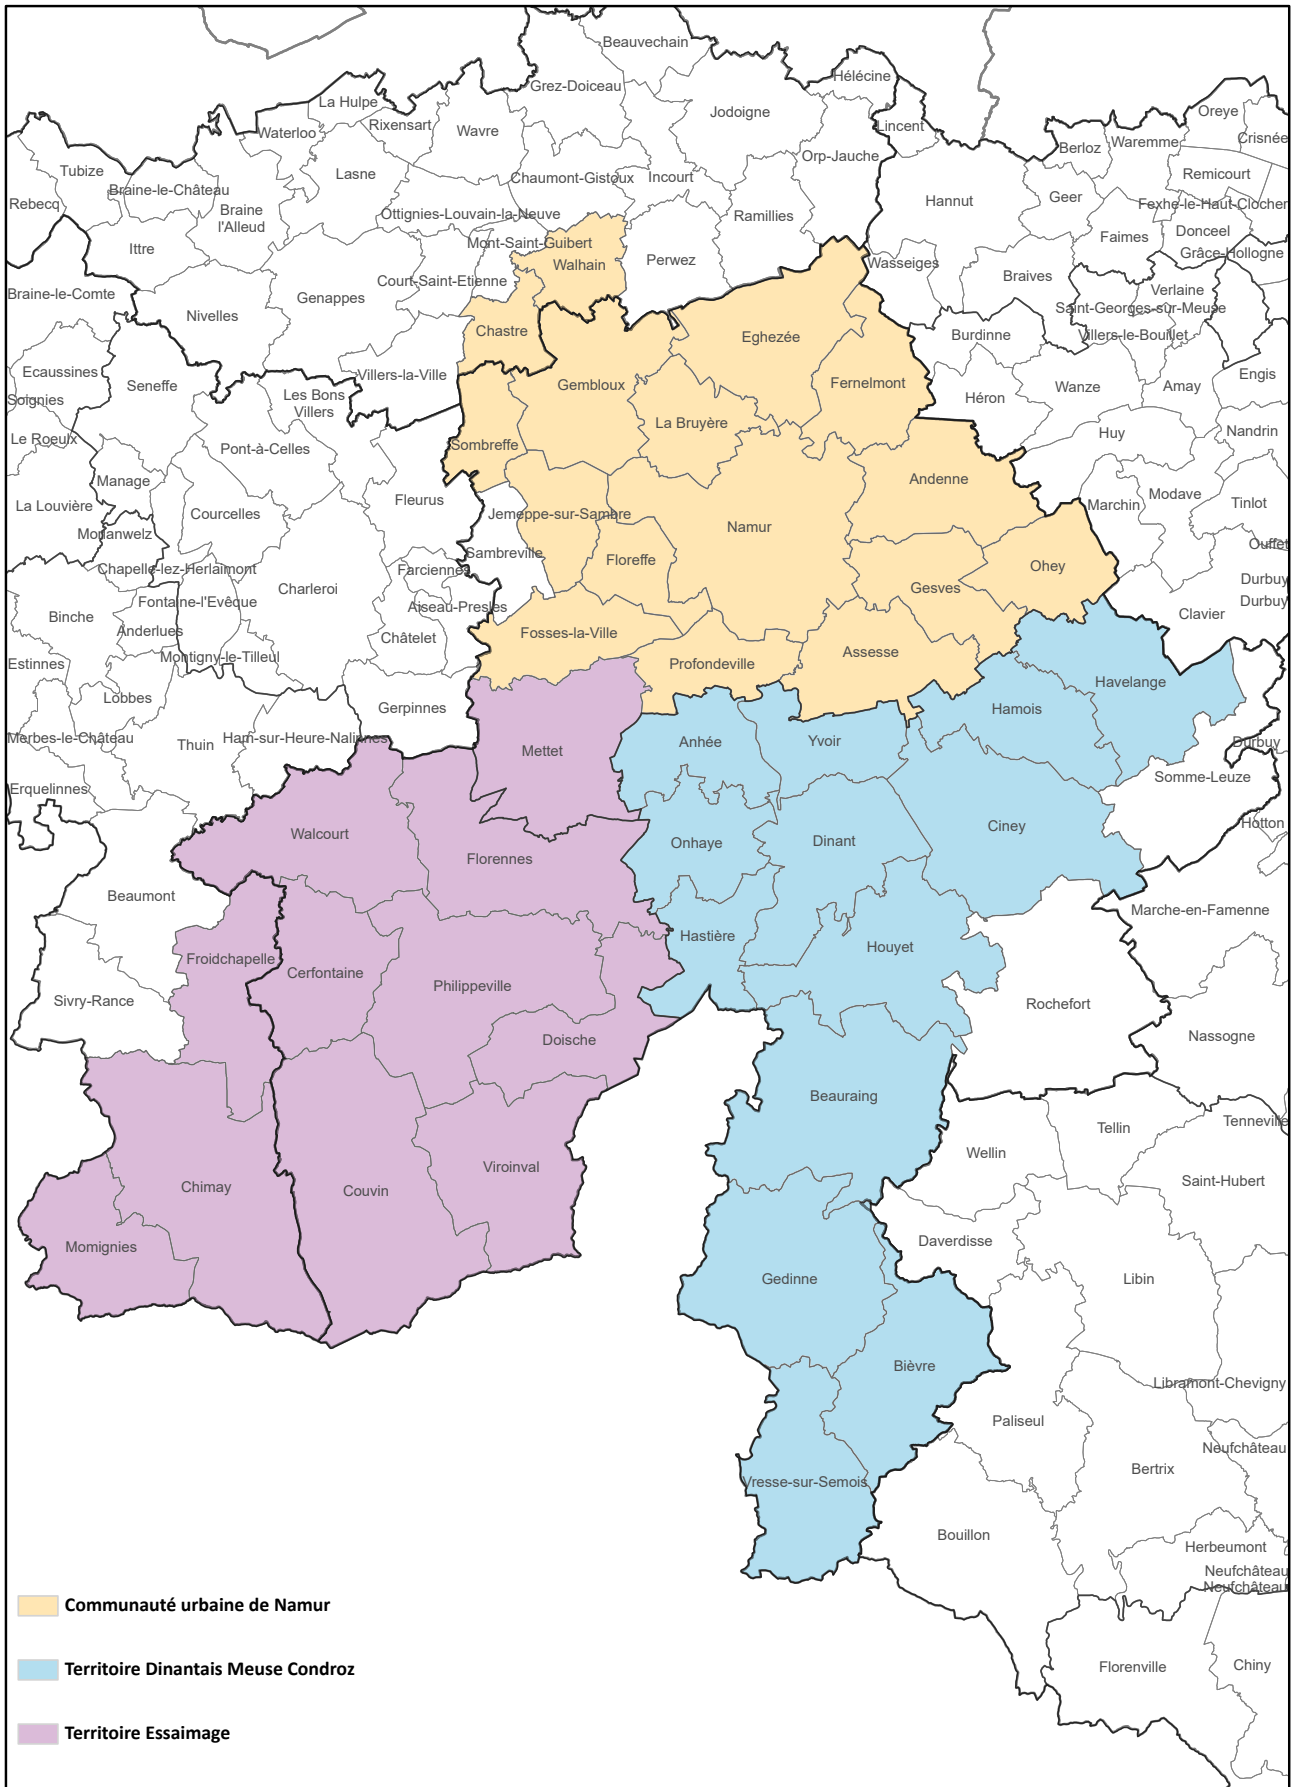 Beauvechain
Hélécine
Grez-Doiceau
La Hulpe
Jodoigne
Oreye
Rixensart
Wavre
Lincent
Waterloo
Crisnée
Berloz
Waremme
Orp-Jauche
Tubize
Lasne
Chaumont-Gistoux
Incourt
Remicourt
Braine-le-Château
Rebecq
Hannut
Geer
Fexhe-le-Haut-Clocher
Braine
l'Alleud
Ottignies-Louvain-la-Neuve
Ramillies
Donceel
Faimes
Ittre
Mont-Saint-Guibert
Grâce-Hollogne
Walhain
Perwez
Wasseiges
Braives
Court-Saint-Etienne
Verlaine
Braine-le-Comte
Genappes
Saint-Georges-sur-Meuse
Nivelles
Chastre
Eghezée
Burdinne
Villers-le-Bouillet
Ecaussines
Villers-la-Ville
Engis
Seneffe
Gembloux
Fernelmont
Wanze
Amay
Les Bons
Villers
Héron
Soignies
La Bruyère
Huy
Nandrin
Le Roeulx
Pont-à-Celles
Sombreffe
Manage
Andenne
Fleurus
Modave
Marchin
Tinlot
La Louvière
Courcelles
Jemeppe-sur-Sambre
Namur
Morlanwelz
Ouffet
Sambreville
Floreffe
Ohey
Chapelle-lez-Herlaimont
Farciennes
Durbuy
Charleroi
Gesves
Fontaine-l'Evêque
Durbuy
Aiseau-Presles
Binche
Clavier
Anderlues
Fosses-la-Ville
Châtelet
Assesse
Montigny-le-Tilleul
Estinnes
Profondeville
Havelange
Lobbes
Gerpinnes
Hamois
Merbes-le-Château
Thuin
Ham-sur-Heure-Nalinnes
Mettet
Anhée
Yvoir
Durbuy
Somme-Leuze
Erquelinnes
Walcourt
Ciney
Hotton
Onhaye
Dinant
Florennes
Beaumont
Marche-en-Famenne
Hastière
Houyet
Froidchapelle
Cerfontaine
Philippeville
Sivry-Rance
Rochefort
Doische
Nassogne
Beauraing
Tellin
Tenneville
Wellin
Viroinval
Saint-Hubert
Chimay
Couvin
Daverdisse
Momignies
Gedinne
Libin
Bièvre
Libramont-Chevigny
Paliseul
Neufchâteau
Bertrix
Vresse-sur-Semois
Bouillon
Herbeumont
Neufchâteau
Neufchâteau
Communauté urbaine de Namur
Florenville
Chiny
Territoire Dinantais Meuse Condroz
Territoire Essaimage